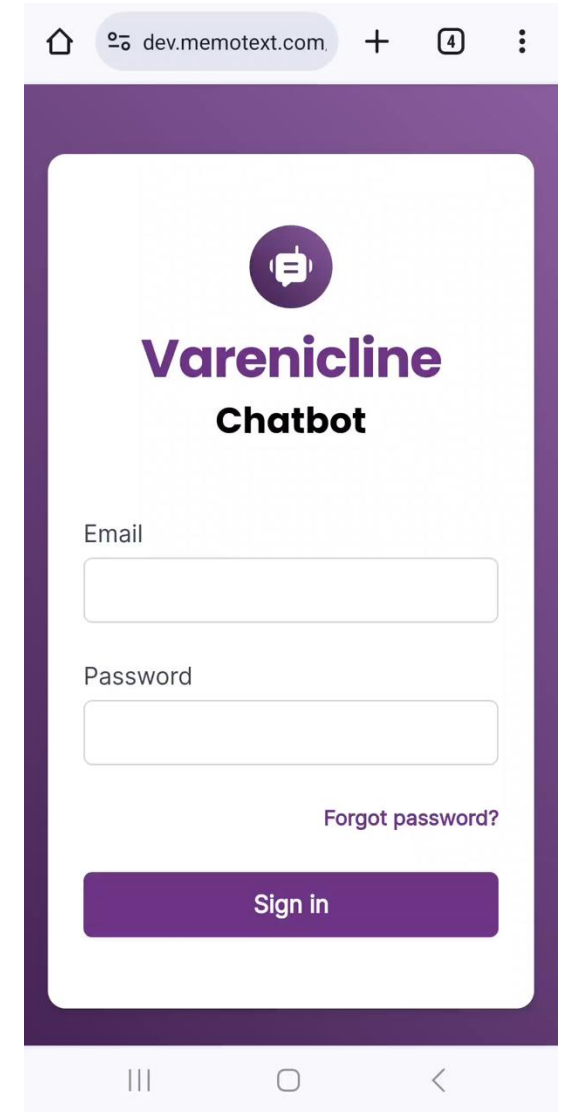 dev.memotext.com
4
Varenicline
Chatbot
Email
Password
Forgot password?
Sign in